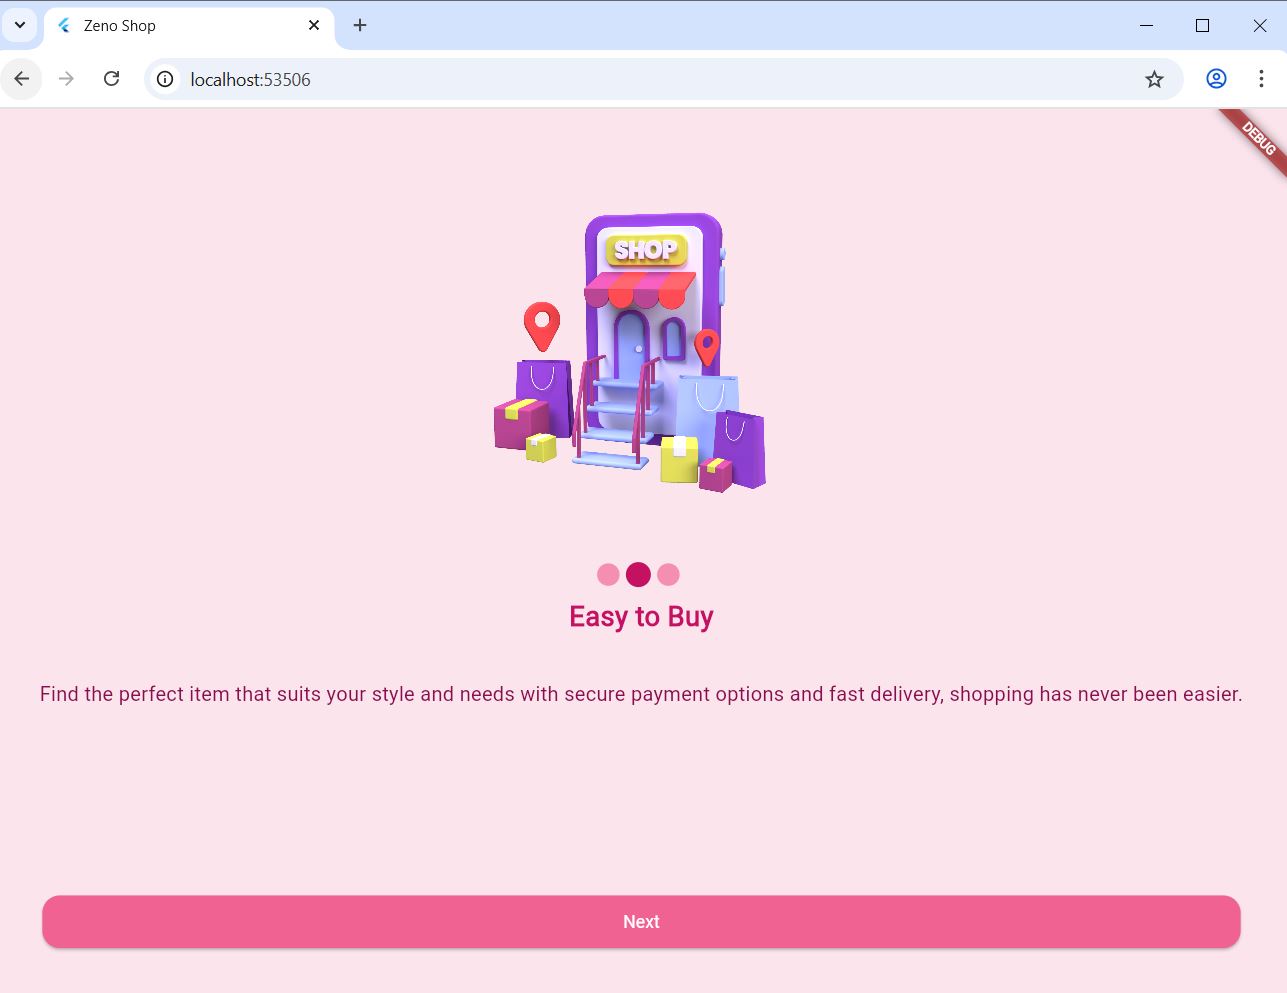 Zeno Shop
localhost:53506
DEBUG
SHOP
Easy to Buy
Find the perfect item that suits your style and needs with secure payment options and fast delivery, shopping has never been easier.
Next